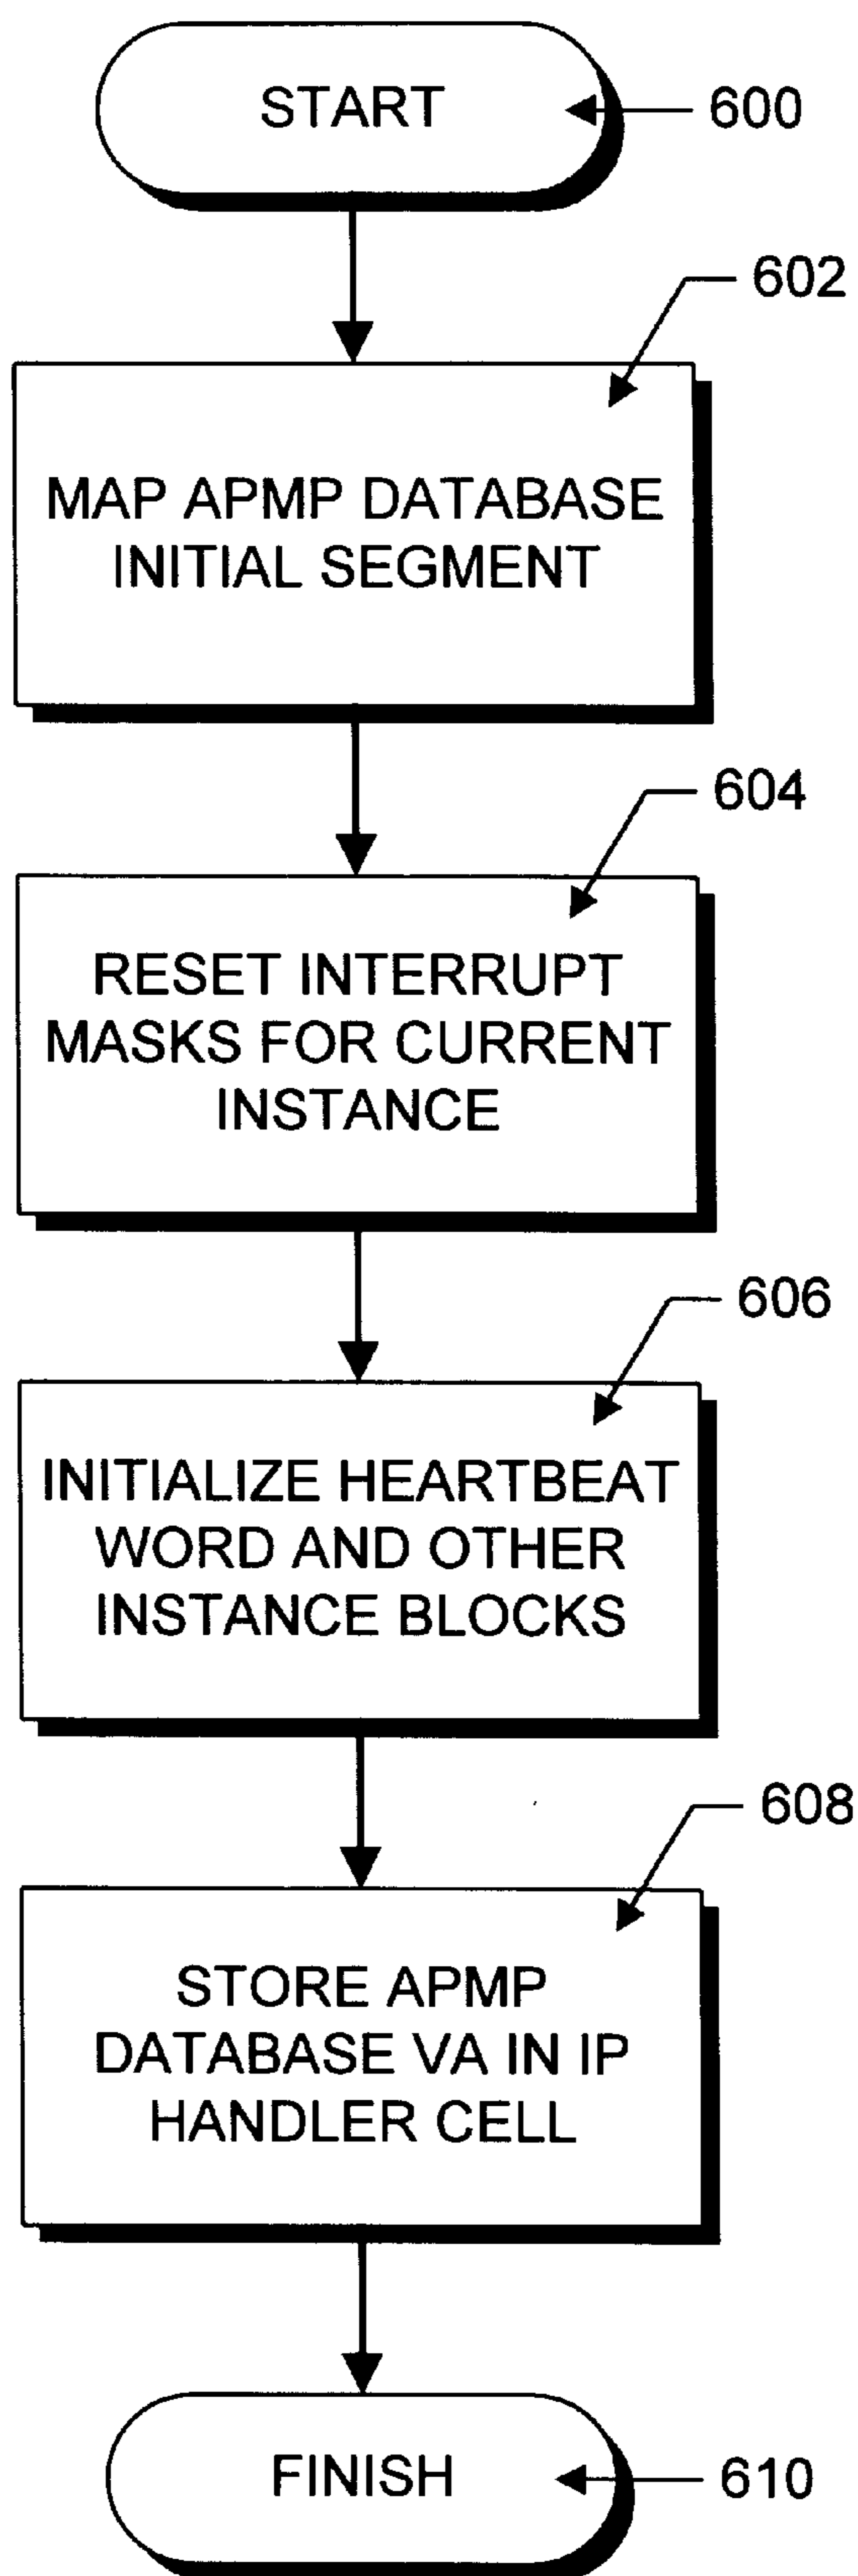 START
600
602
MAP APMP DATABASE
INITIAL SEGMENT
604
RESET INTERRUPT
MASKS FOR CURRENT
INSTANCE
606
INITIALIZE HEARTBEAT
WORD AND OTHER
INSTANCE BLOCKS
608
STORE APMP
DATABASE VA IN IP
HANDLER CELL
FINISH
610